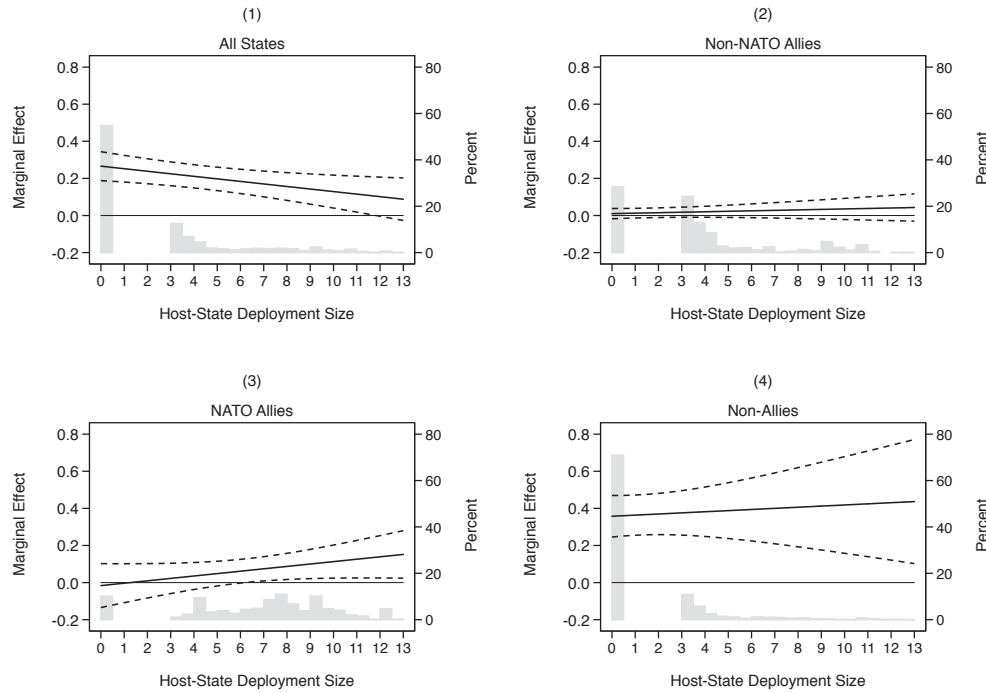 (1)
All States
0.8
0.6
0.4
0.2
0.0
-0.2
Marginal Effect
80
60
40
20
0
Percent
0 1 2 3 4 5 6 7 8 9 10 11 12 13
Host-State Deployment Size
(2)
Non-NATO Allies
0.8
0.6
0.4
0.2
0.0
-0.2
Marginal Effect
80
60
40
20
0
Percent
0 1 2 3 4 5 6 7 8 9 10 11 12 13
Host-State Deployment Size
(3)
NATO Allies
0.8
0.6
0.4
0.2
0.0
-0.2
Marginal Effect
80
60
40
20
0
Percent
0 1 2 3 4 5 6 7 8 9 10 11 12 13
Host-State Deployment Size
(4)
Non-Allies
0.8
0.6
0.4
0.2
0.0
-0.2
Marginal Effect
80
60
40
20
0
Percent
0 1 2 3 4 5 6 7 8 9 10 11 12 13
Host-State Deployment Size